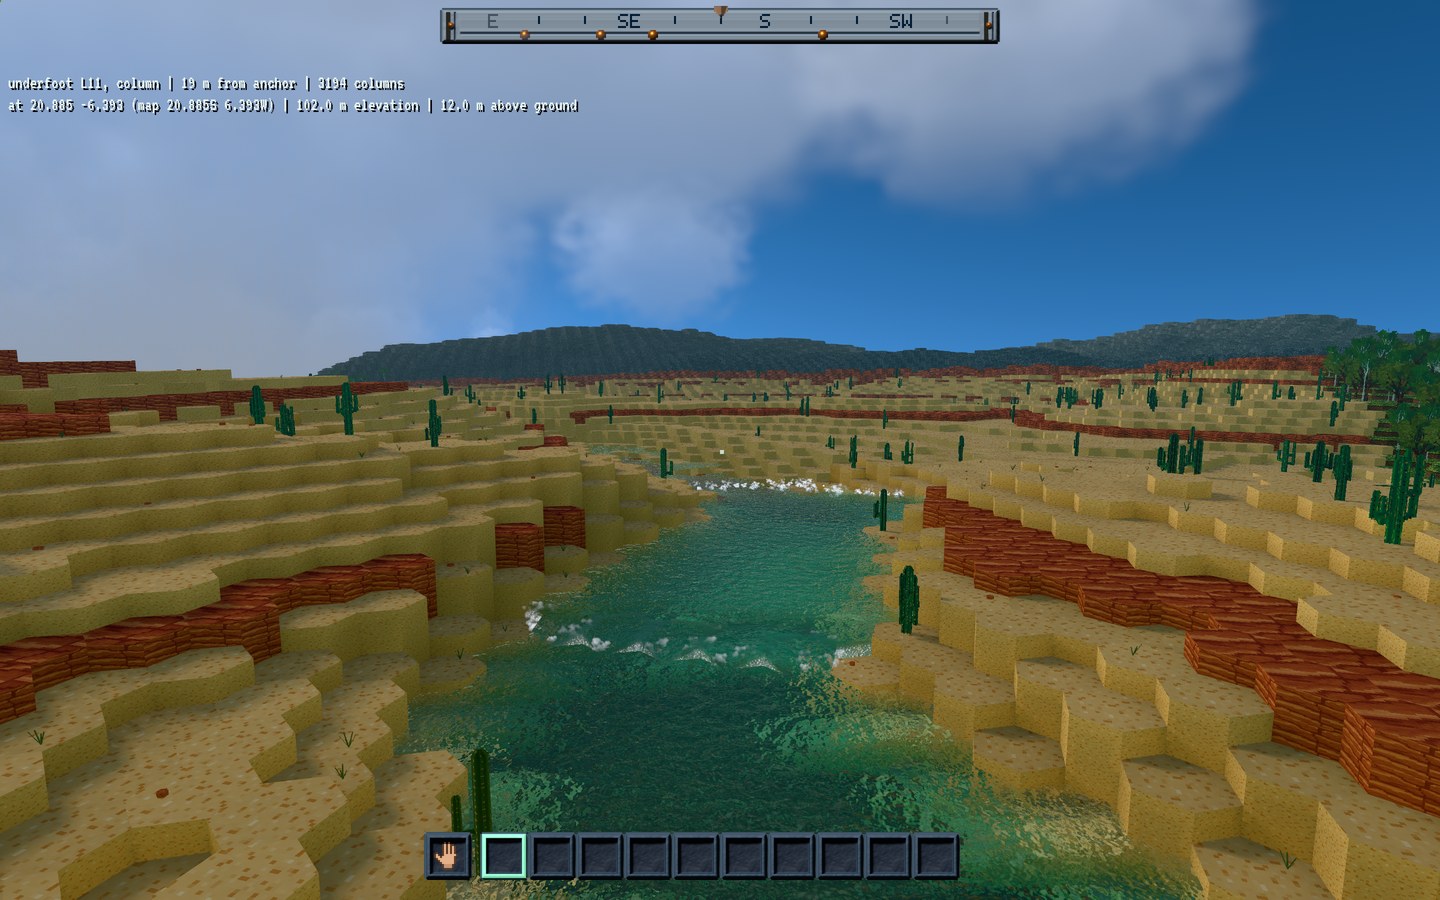 E SE S SW
underfoot L11, column | 19 m from anchor | 3194 columns
at 20.885 -6.393 (map 20.885S 6.393W) | 102.0 m elevation | 12.0 m above ground